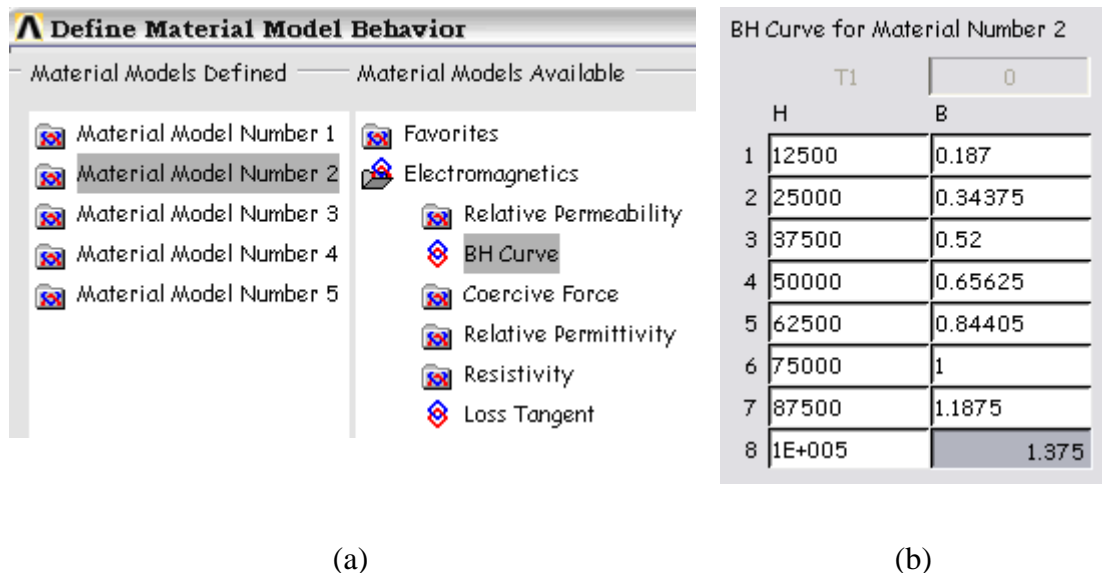 Define Material Model Behavior
Material Models Defined
Material Models Available
Material Model Number 1
Material Model Number 2
Material Model Number 3
Material Model Number 4
Material Model Number 5
Favorites
Electromagnetics
Relative Permeability
BH Curve
Coercive Force
Relative Permittivity
Resistivity
Loss Tangent
(a)
BH Curve for Material Number 2
T1 0
H B
1 12500 0.187
2 25000 0.34375
3 37500 0.52
4 50000 0.65625
5 62500 0.84405
6 75000 1
7 87500 1.1875
8 1E+005 1.375
(b)